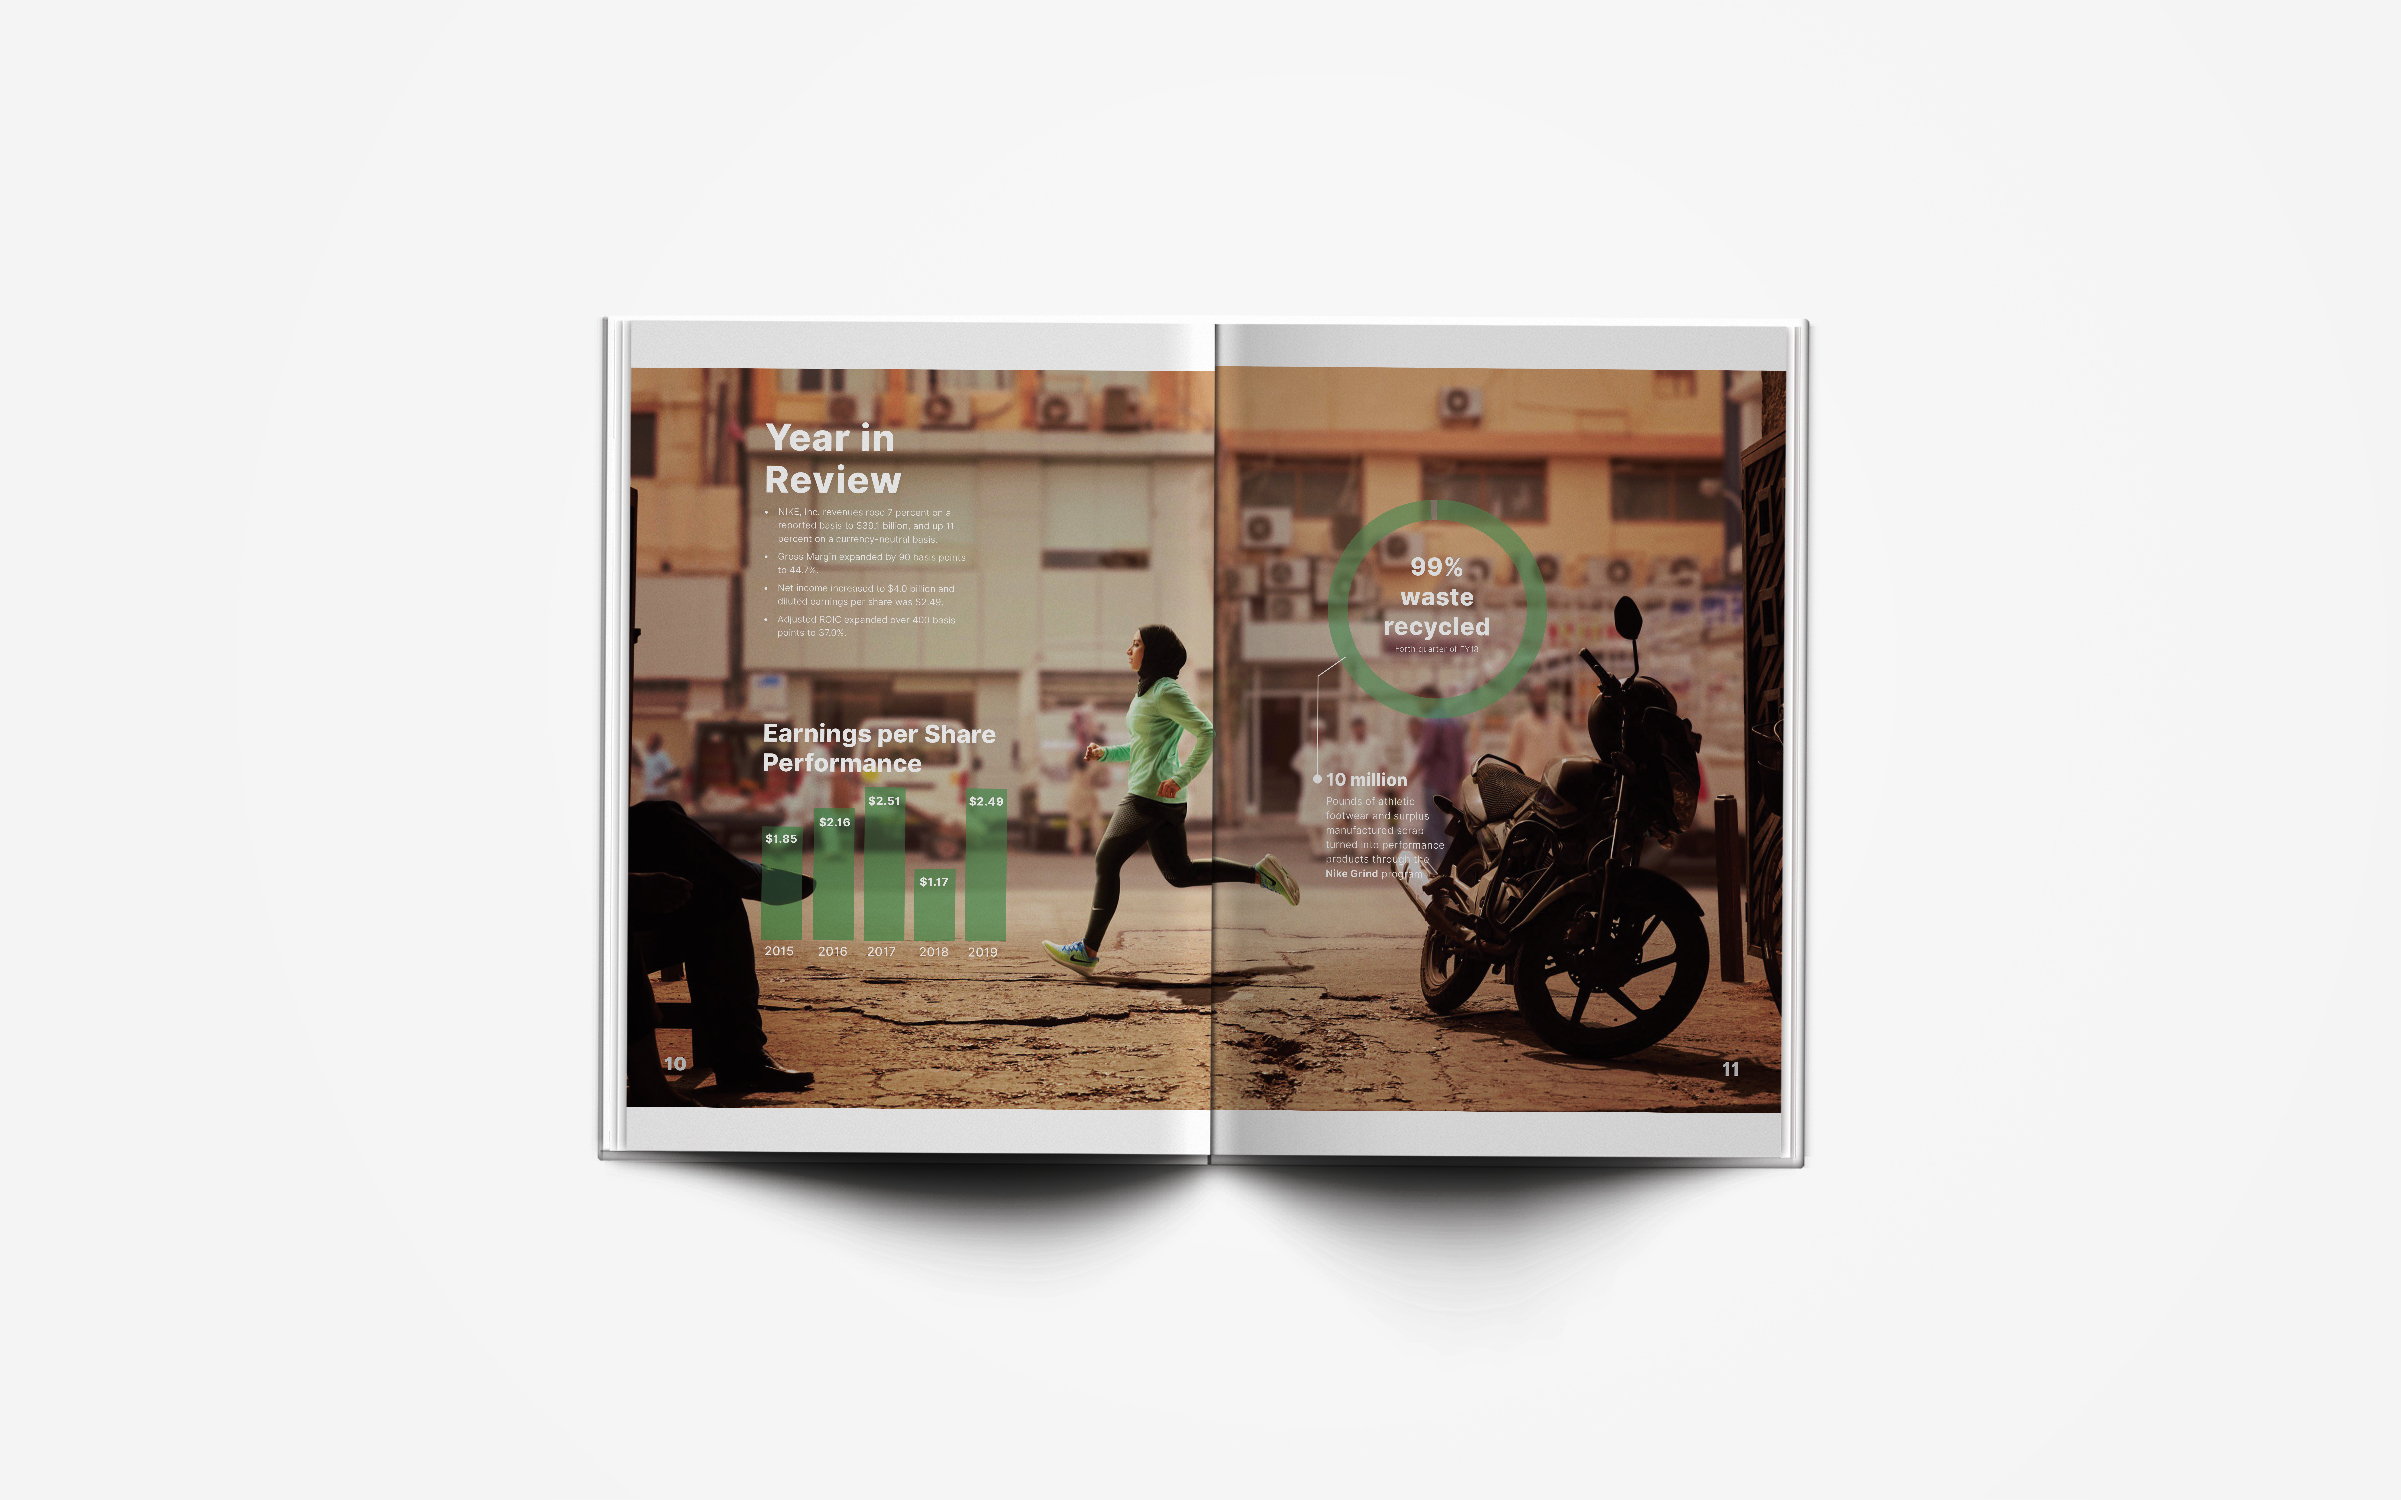 Year in
Review
• NIKE, Inc. revenues rose 7 percent on a
reported basis to $39.1 billion, and up 11
percent on a currency-neutral basis.
• Gross Margin expanded by 90 basis points
to 44.7%.
• Net income increased to $4.0 billion and
diluted earnings per share was $2.49.
• Adjusted ROIC expanded over 400 basis
points to
Earnings per Share
Performance
$1.85
$2.16
$2.51
$1.17
$2.49
2015 2016 2017 2018 2019
10
99%
waste
recycled
Forth quarter of
10 million
Pounds of athletic
footwear and surplus
manufactured scrap
turned into performance
products through the
Nike Grind program
11